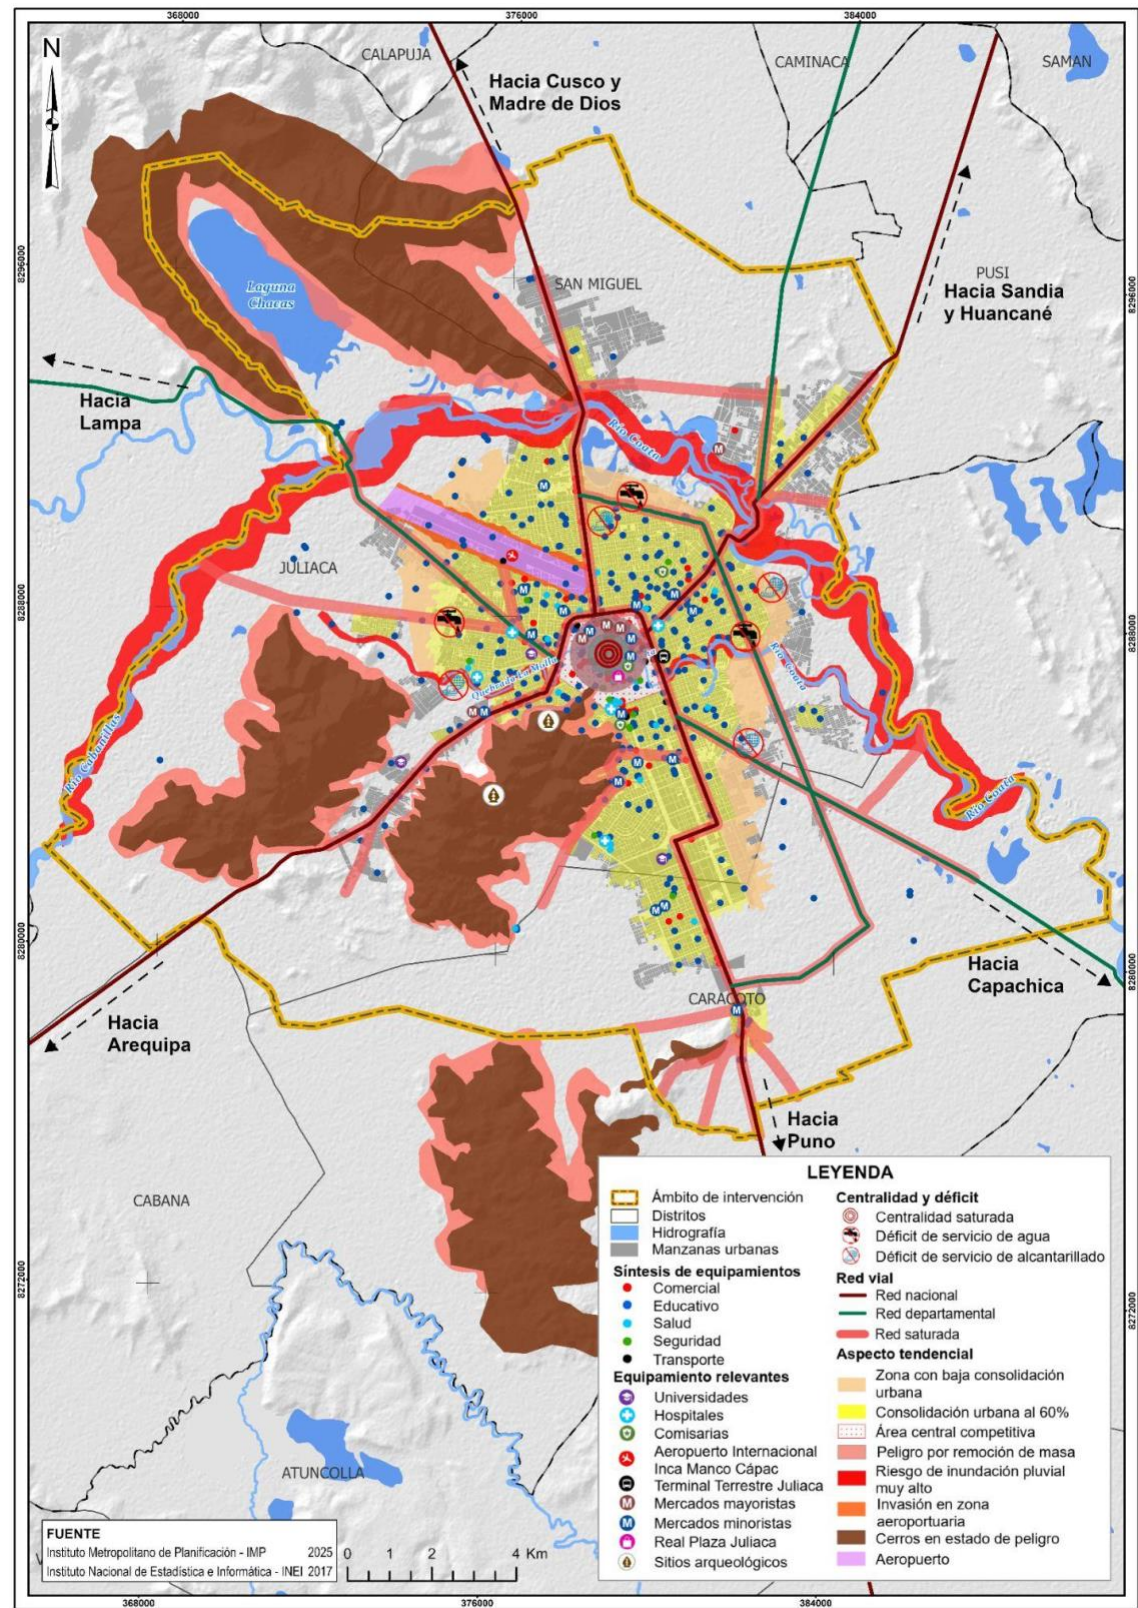 368000
376000
384000
N
CALAPUJA
CAMINACA
SAMAN
Hacia Cusco y
Madre de Dios
8296000
8296000
Laguna
Chacas
SAN MIGUEL
PUSI
Hacia Sandia
y Huancané
Hacia
Lampa
Río Coata
JULIACA
8288000
8288000
Quebrada La Molla
Río Coata
Río Cabanillas
Río Coata
8280000
8280000
CARACOTO
Hacia
Capachica
Hacia
Arequipa
Hacia
Puno
CABANA
8272000
8272000
ATUNCOLLA
LEYENDA
Ámbito de intervención
Distritos
Hidrografía
Manzanas urbanas
Síntesis de equipamientos
Comercial
Educativo
Salud
Seguridad
Transporte
Equipamiento relevantes
Universidades
Hospitales
Comisarias
Aeropuerto Internacional
Inca Manco Cápac
Terminal Terrestre Juliaca
Mercados mayoristas
Mercados minoristas
Real Plaza Juliaca
Sitios arqueológicos
Centralidad y déficit
Centralidad saturada
Déficit de servicio de agua
Déficit de servicio de alcantarillado
Red vial
Red nacional
Red departamental
Red saturada
Aspecto tendencial
Zona con baja consolidación
urbana
Consolidación urbana al 60%
Área central competitiva
Peligro por remoción de masa
Riesgo de inundación pluvial
muy alto
Invasión en zona
aeroportuaria
Cerros en estado de peligro
Aeropuerto
FUENTE
Instituto Metropolitano de Planificación - IMP 2025
Instituto Nacional de Estadística e Informática - INEI 2017
0 1 2 4 Km
368000
376000
384000